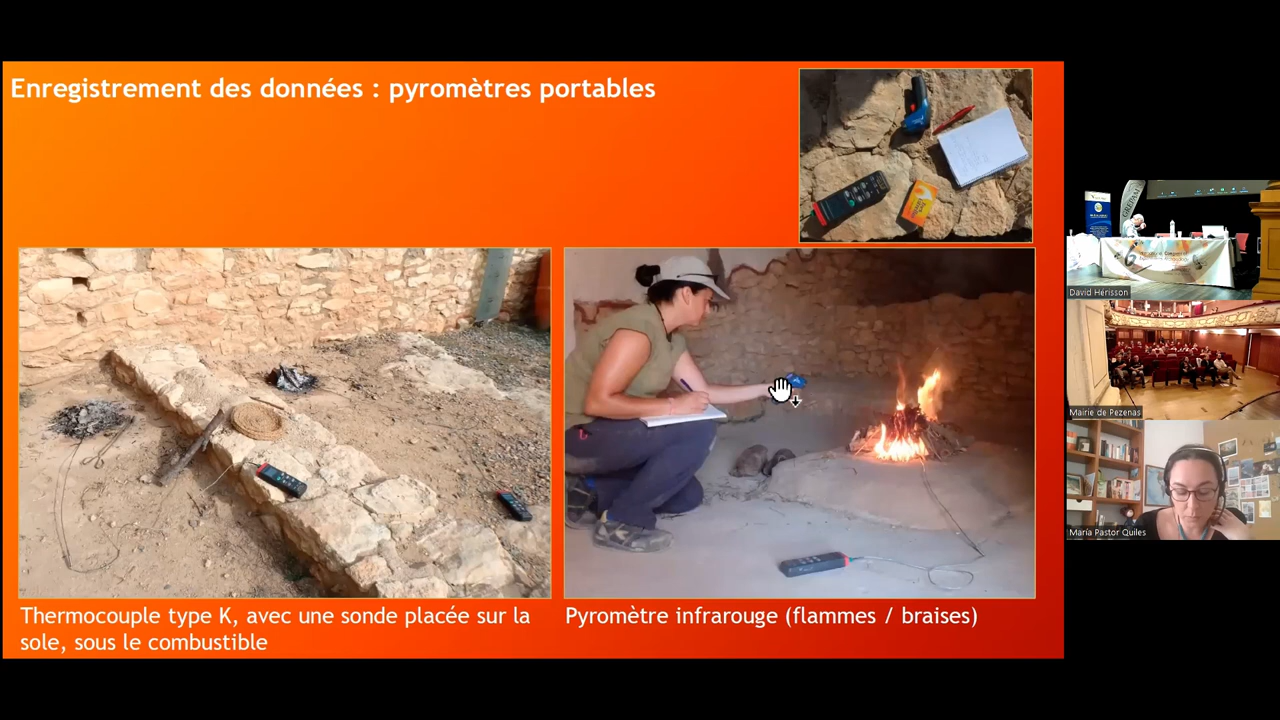 Enregistrement des données : pyromètres portables
Thermocouple type K, avec une sonde placée sur la
sole, sous le combustible
Pyromètre infrarouge (flammes / braises)
David Hérisson
Mairie de Pezenas
María Pastor Quiles